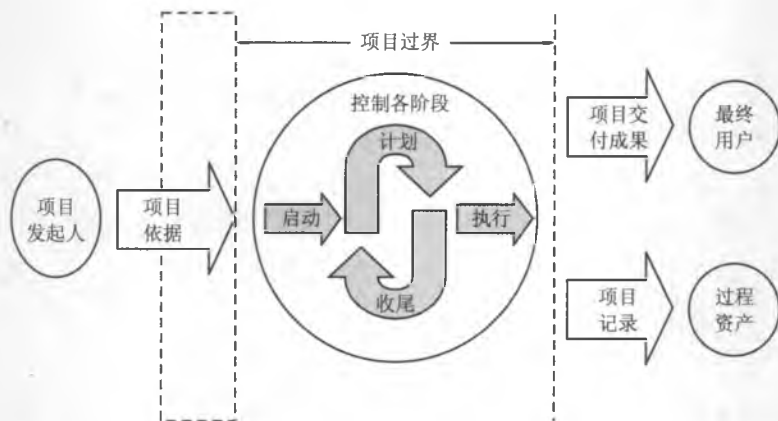 项目过界
控制各阶段
计划
项目
发起人
项目
依据
启动
执行
收尾
项目交
付成果
最终
用户
项目
记录
过程
资产